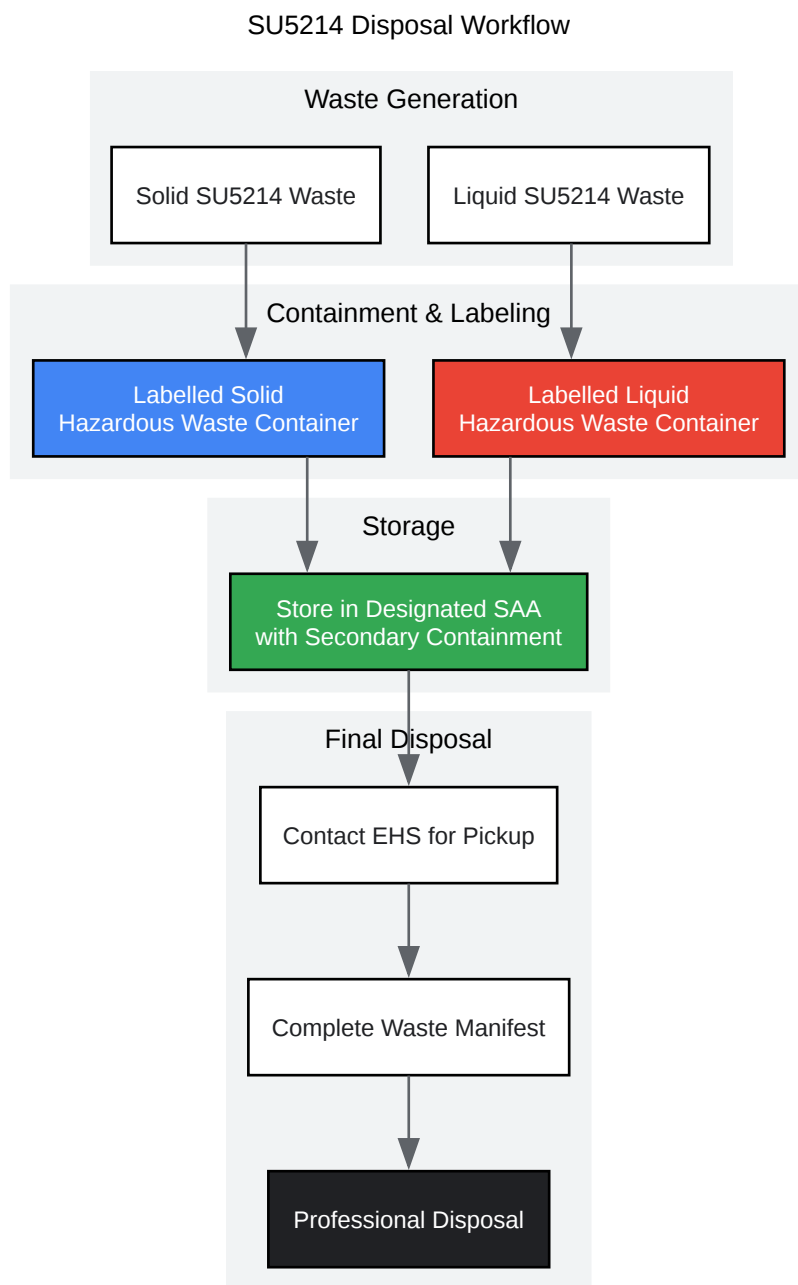 SU5214 Disposal Workflow
Waste Generation
Solid SU5214 Waste
Liquid SU5214 Waste
Containment & Labeling
Labelled Solid
Hazardous Waste Container
Labelled Liquid
Hazardous Waste Container
Storage
Store in Designated SAA
with Secondary Containment
Final Disposal
Contact EHS for Pickup
Complete Waste Manifest
Professional Disposal